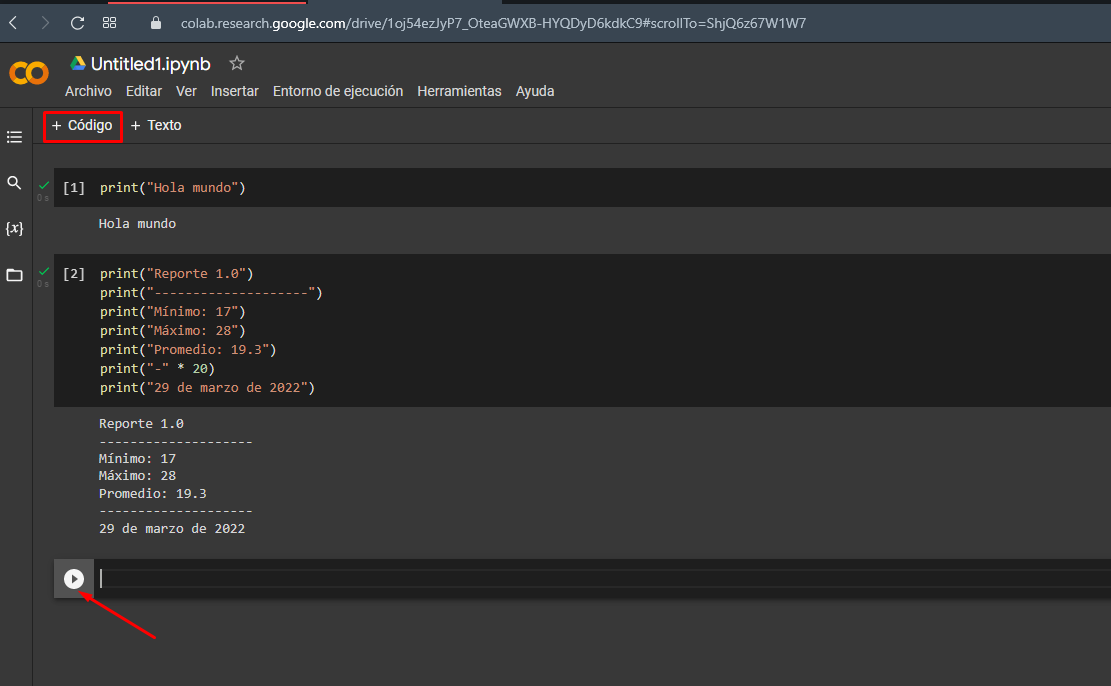 colab.research.google.com/drive/1oj54ezJyP7_OteaGWXB-HYQDyD6kdkC9#scrollTo=ShjQ6z67W1W7
Untitled1.ipynb
Archivo Editar Ver Insertar Entorno de ejecución Herramientas Ayuda
+ Código + Texto
[1] print("Hola mundo")
0 s
Hola mundo
{x}
[2] print("Reporte 1.0")
0 s
print("--------------------")
print("Mínimo: 17")
print("Máximo: 28")
print("Promedio: 19.3")
print("-" * 20)
print("29 de marzo de 2022")
Reporte 1.0
--------------------
Mínimo: 17
Máximo: 28
Promedio: 19.3
--------------------
29 de marzo de 2022